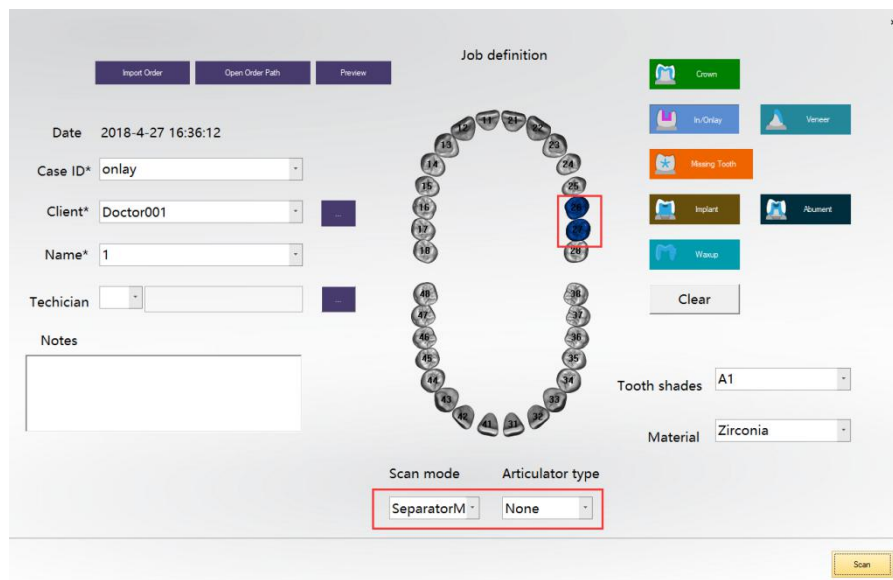 Job definition
Import Order Open Order Path Preview
Crown
In/Onlay Veneer
Missing Tooth
Implant Abument
Waxup
Clear
Date 2018-4-27 16:36:12
Case ID* onlay
Client* Doctor001 ...
Name* 1
Techician ...
Notes
12 11 21 22
13 23
14 24
15 25
16 26
17 27
18 28
48 38
47 37
46 36
45 35
44 34
43 33
42 41 31 32
Tooth shades A1
Material Zirconia
Scan mode Articulator type
SeparatorM None
Scan